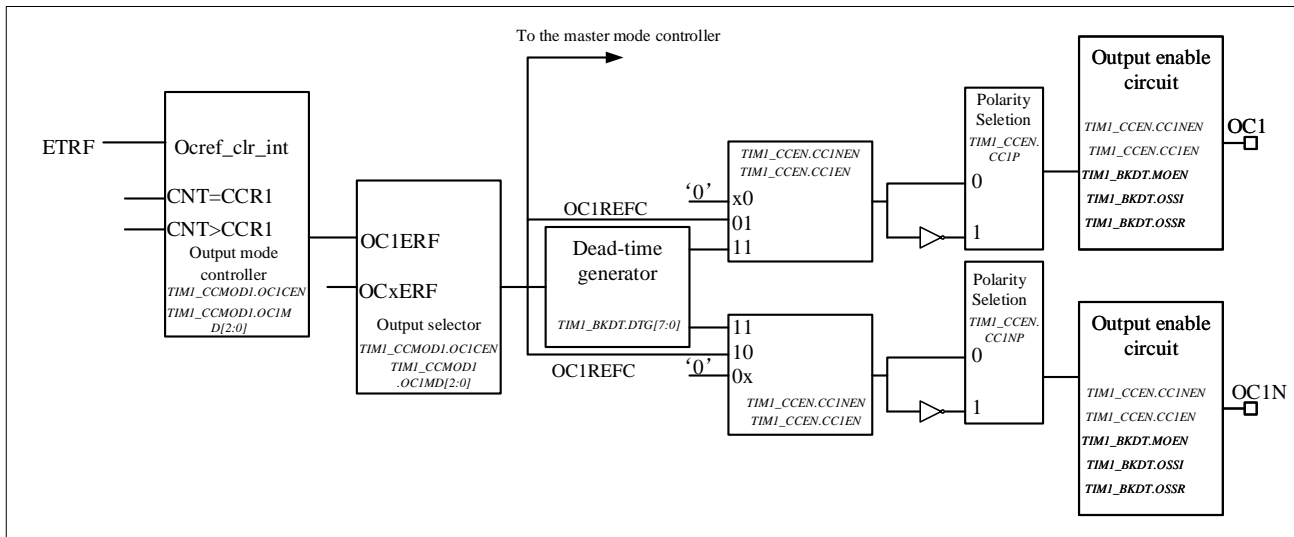 To the master mode controller
ETRF
Ocref_clr_int
CNT=CCR1
CNT>CCR1
Output mode
controller
TIM1_CCMOD1.OC1CEN
TIM1_CCMOD1.OC1M
D[2:0]
OC1ERF
OCxERF
Output selector
TIM1_CCMOD1.OC1CEN
TIM1_CCMOD1
.OC1MD[2:0]
OC1REFC
Dead-time
generator
TIM1_BKDT.DTG[7:0]
OC1REFC
TIM1_CCEN.CC1NEN
TIM1_CCEN.CC1EN
‘0’
x0
01
11
11
10
‘0’
0x
TIM1_CCEN.CC1NEN
TIM1_CCEN.CC1EN
Polarity
Seletion
TIM1_CCEN.
CC1P
0
1
Polarity
Seletion
TIM1_CCEN.
CC1NP
0
1
Output enable
circuit
TIM1_CCEN.CC1NEN
TIM1_CCEN.CC1EN
TIM1_BKDT.MOEN
TIM1_BKDT.OSSI
TIM1_BKDT.OSSR
OC1
Output enable
circuit
TIM1_CCEN.CC1NEN
TIM1_CCEN.CC1EN
TIM1_BKDT.MOEN
TIM1_BKDT.OSSI
TIM1_BKDT.OSSR
OC1N